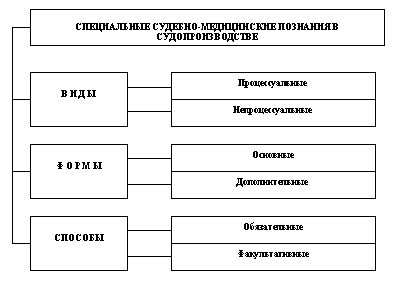 СПЕЦИАЛЬНЫЕ СУДЕБНО-МЕДИЦИНСКИЕ ПОЗНАНИЯ В
СУДОПРОИЗВОДСТВЕ
В И Д Ы
Процессуальные
Непроцессуальные
Ф О Р М Ы
Основные
Дополнительные
СПОСОБЫ
Обязательные
Факультативные